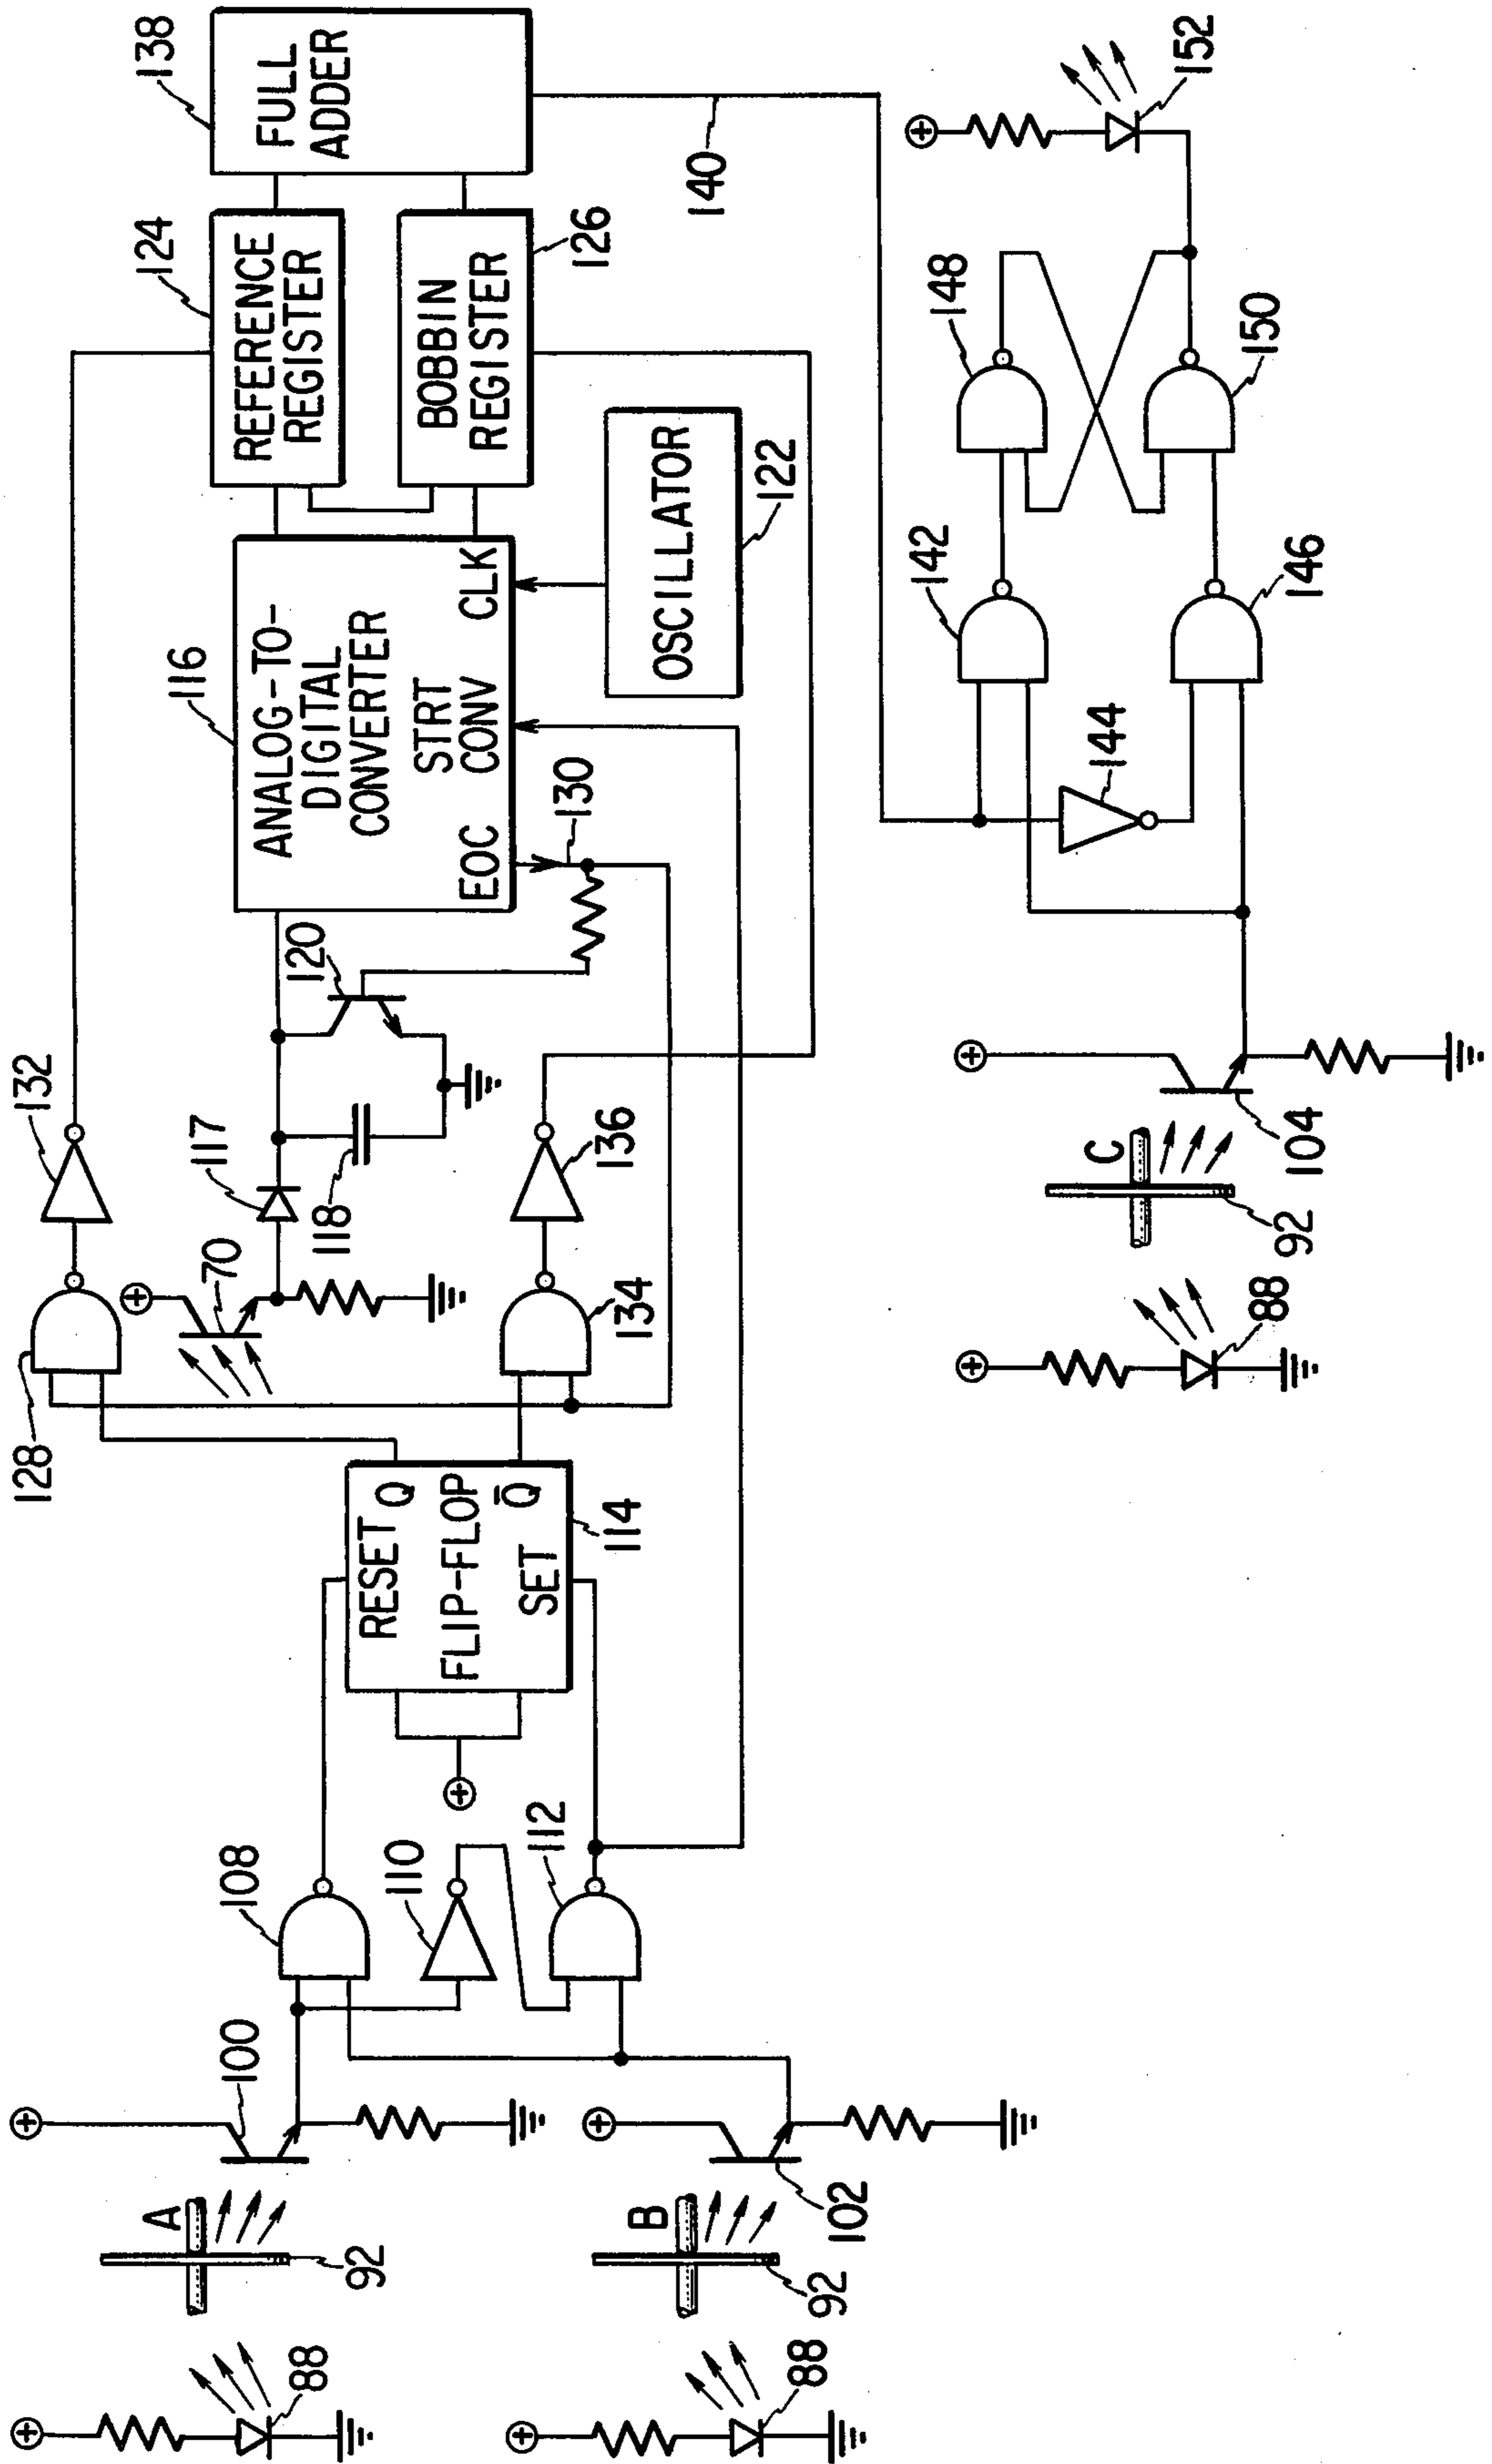 138
FULL
ADDER
124
REFERENCE
REGISTER
BOBBIN
REGISTER
126
140
116
ANALOG-TO-
DIGITAL
CONVERTER
STRT
CONV
CLK
EOC
OSCILLATOR
122
130
120
132
117
118
70
136
128
134
RESET
Q
FLIP-FLOP
Q̅
SET
114
108
110
112
100
A
92
88
B
102
92
88
152
148
150
142
146
144
C
104
92
88